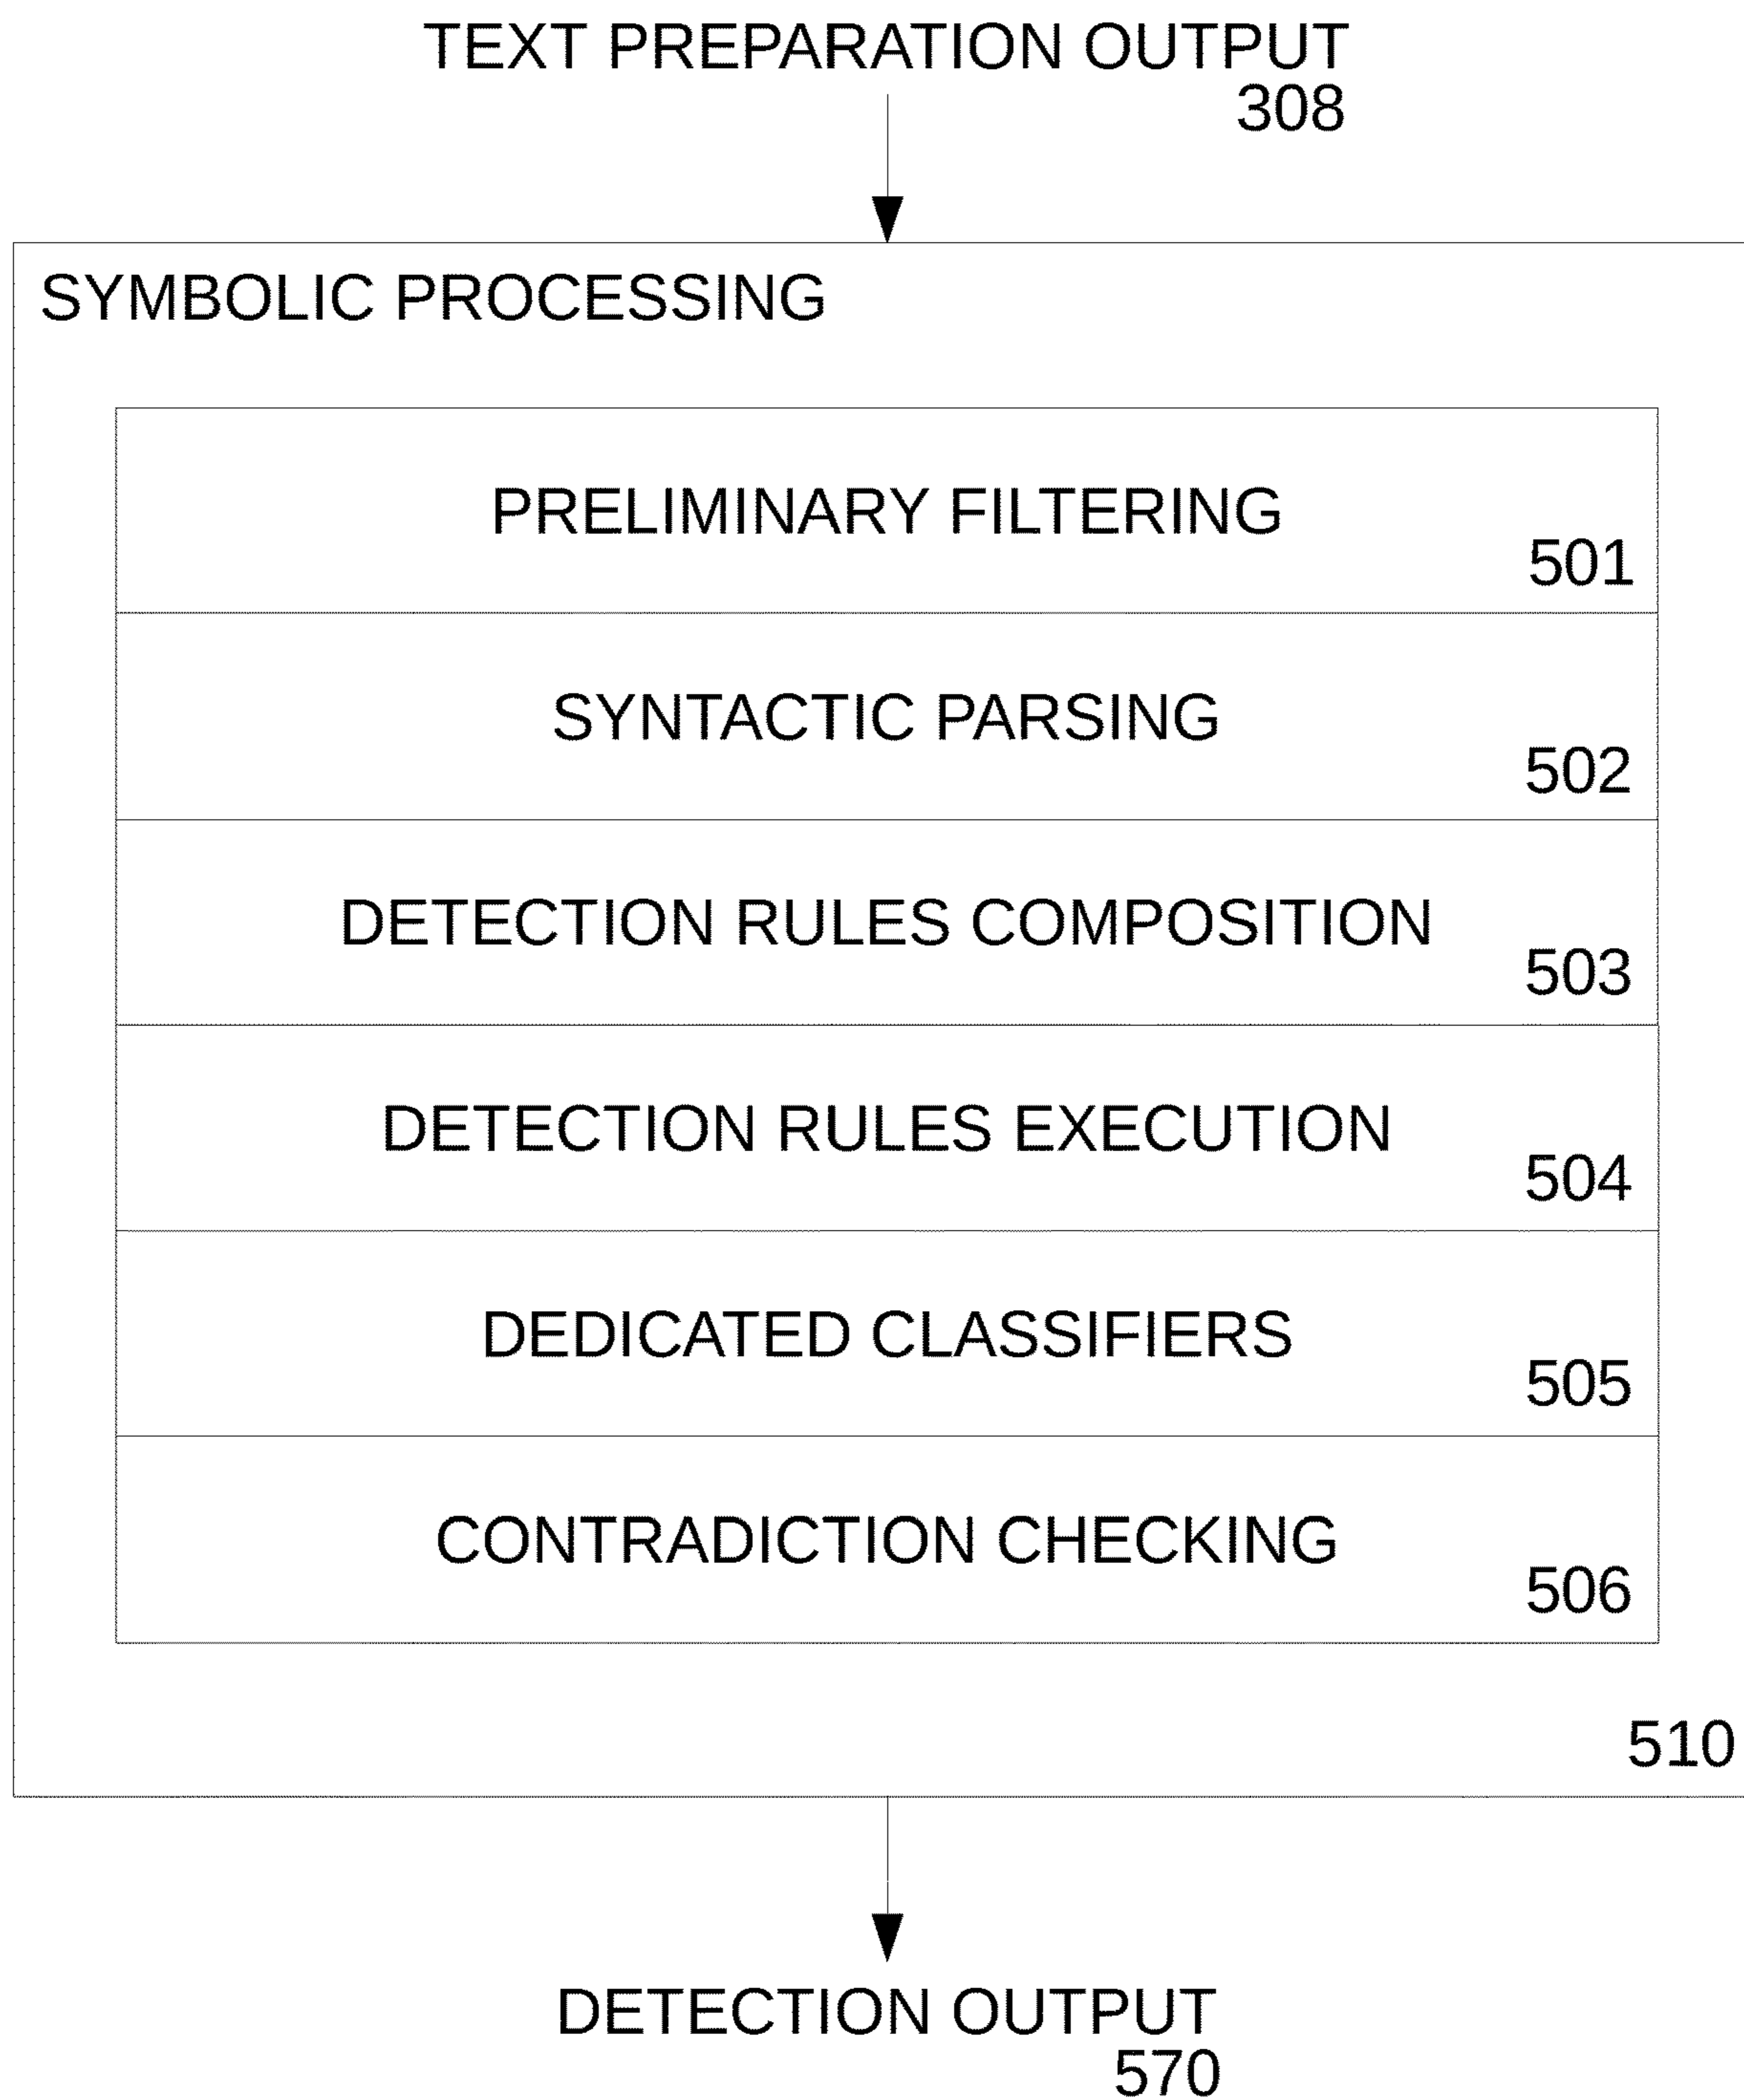 TEXT PREPARATION OUTPUT
308
SYMBOLIC PROCESSING
PRELIMINARY FILTERING
501
SYNTACTIC PARSING
502
DETECTION RULES COMPOSITION
503
DETECTION RULES EXECUTION
504
DEDICATED CLASSIFIERS
505
CONTRADICTION CHECKING
506
510
DETECTION OUTPUT
570